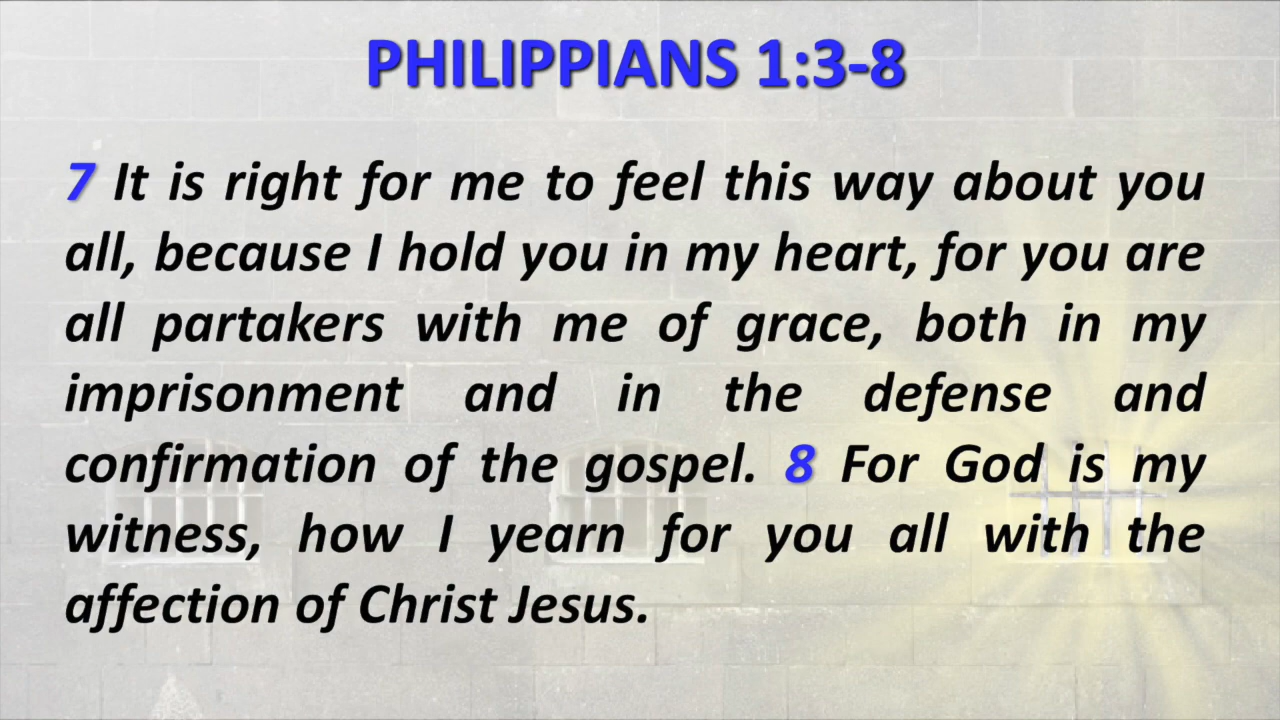 PHILIPPIANS 1:3-8
7 It is right for me to feel this way about you
all, because I hold you in my heart, for you are
all partakers with me of grace, both in my
imprisonment and in the defense and
confirmation of the gospel. 8 For God is my
witness, how I yearn for you all with the
affection of Christ Jesus.